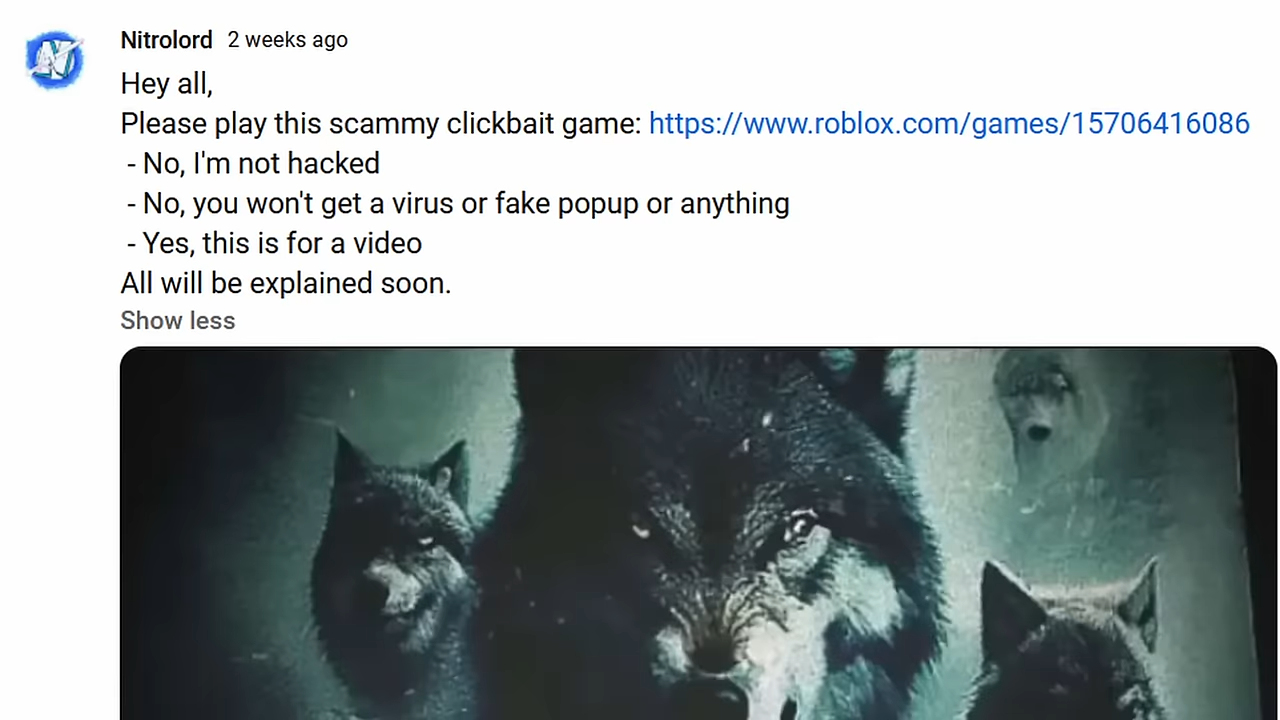 Nitrolord 2 weeks ago
Hey all,
Please play this scammy clickbait game: https://www.roblox.com/games/15706416086
- No, I'm not hacked
- No, you won't get a virus or fake popup or anything
- Yes, this is for a video
All will be explained soon.
Show less